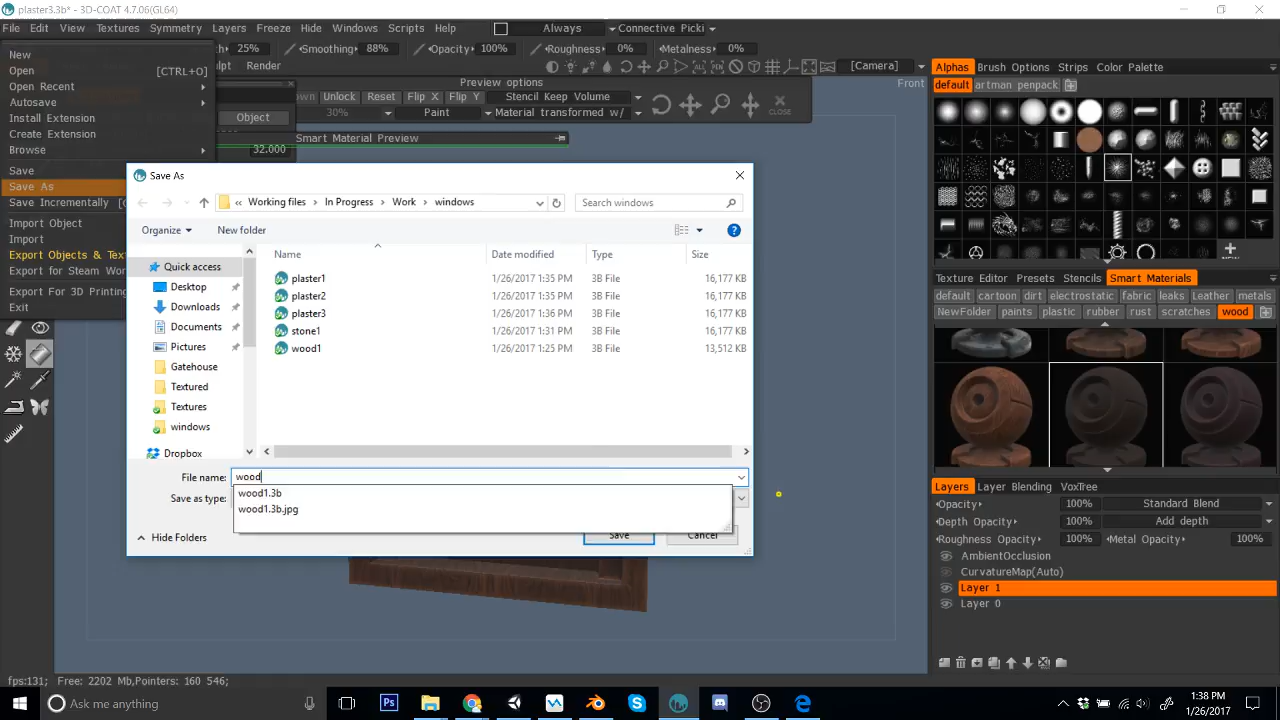 plaster3.3b* - 3D-COAT 4.7.06(GL64)
File Edit View Textures Symmetry Layers Freeze Hide Windows Scripts Help Always Connective Picki
25% Smoothing 88% Opacity 100% Roughness 0% Metalness 0%
Render [Camera]
New
Open [CTRL+O]
Open Recent
Autosave
Install Extension
Create Extension
Browse
Save
Save As
Save Incrementally
Import Object
Import
Export Objects & Tex
Export for Steam Wo
Export For 3D Printing
Exit
Object
32.000
Preview options
Unlock Reset Flip X Flip Y Stencil Keep Volume
30% Paint Material transformed w/
CLOSE
Smart Material Preview
Front
Save As
« Working files Work In Progress windows
Search windows
Organize New folder
Name Date modified Type Size
Quick access
Desktop
Downloads
Documents
Pictures
Gatehouse
Textured
Textures
windows
Dropbox
plaster1 1/26/2017 1:35 PM 3B File 16,177 KB
plaster2 1/26/2017 1:35 PM 3B File 16,177 KB
plaster3 1/26/2017 1:36 PM 3B File 16,177 KB
stone1 1/26/2017 1:31 PM 3B File 16,177 KB
wood1 1/26/2017 1:25 PM 3B File 13,512 KB
File name: wood
Save as type:
wood1.3b
wood1.3b.jpg
Hide Folders Save Cancel
Alphas Brush Options Strips Color Palette
default artman penpack
NEW
Texture Editor Presets Stencils Smart Materials
default cartoon dirt electrostatic fabric leaks Leather metals
NewFolder paints plastic rubber rust scratches wood
Layers Layer Blending VoxTree
Opacity 100% Standard Blend
Depth Opacity 100% Add depth
Roughness Opacity 100% Metal Opacity 100%
AmbientOcclusion
CurvatureMap(Auto)
Layer 1
Layer 0
fps:131; Free: 2202 Mb,Pointers: 160 546;
Ask me anything
Ps
1:38 PM
1/26/2017